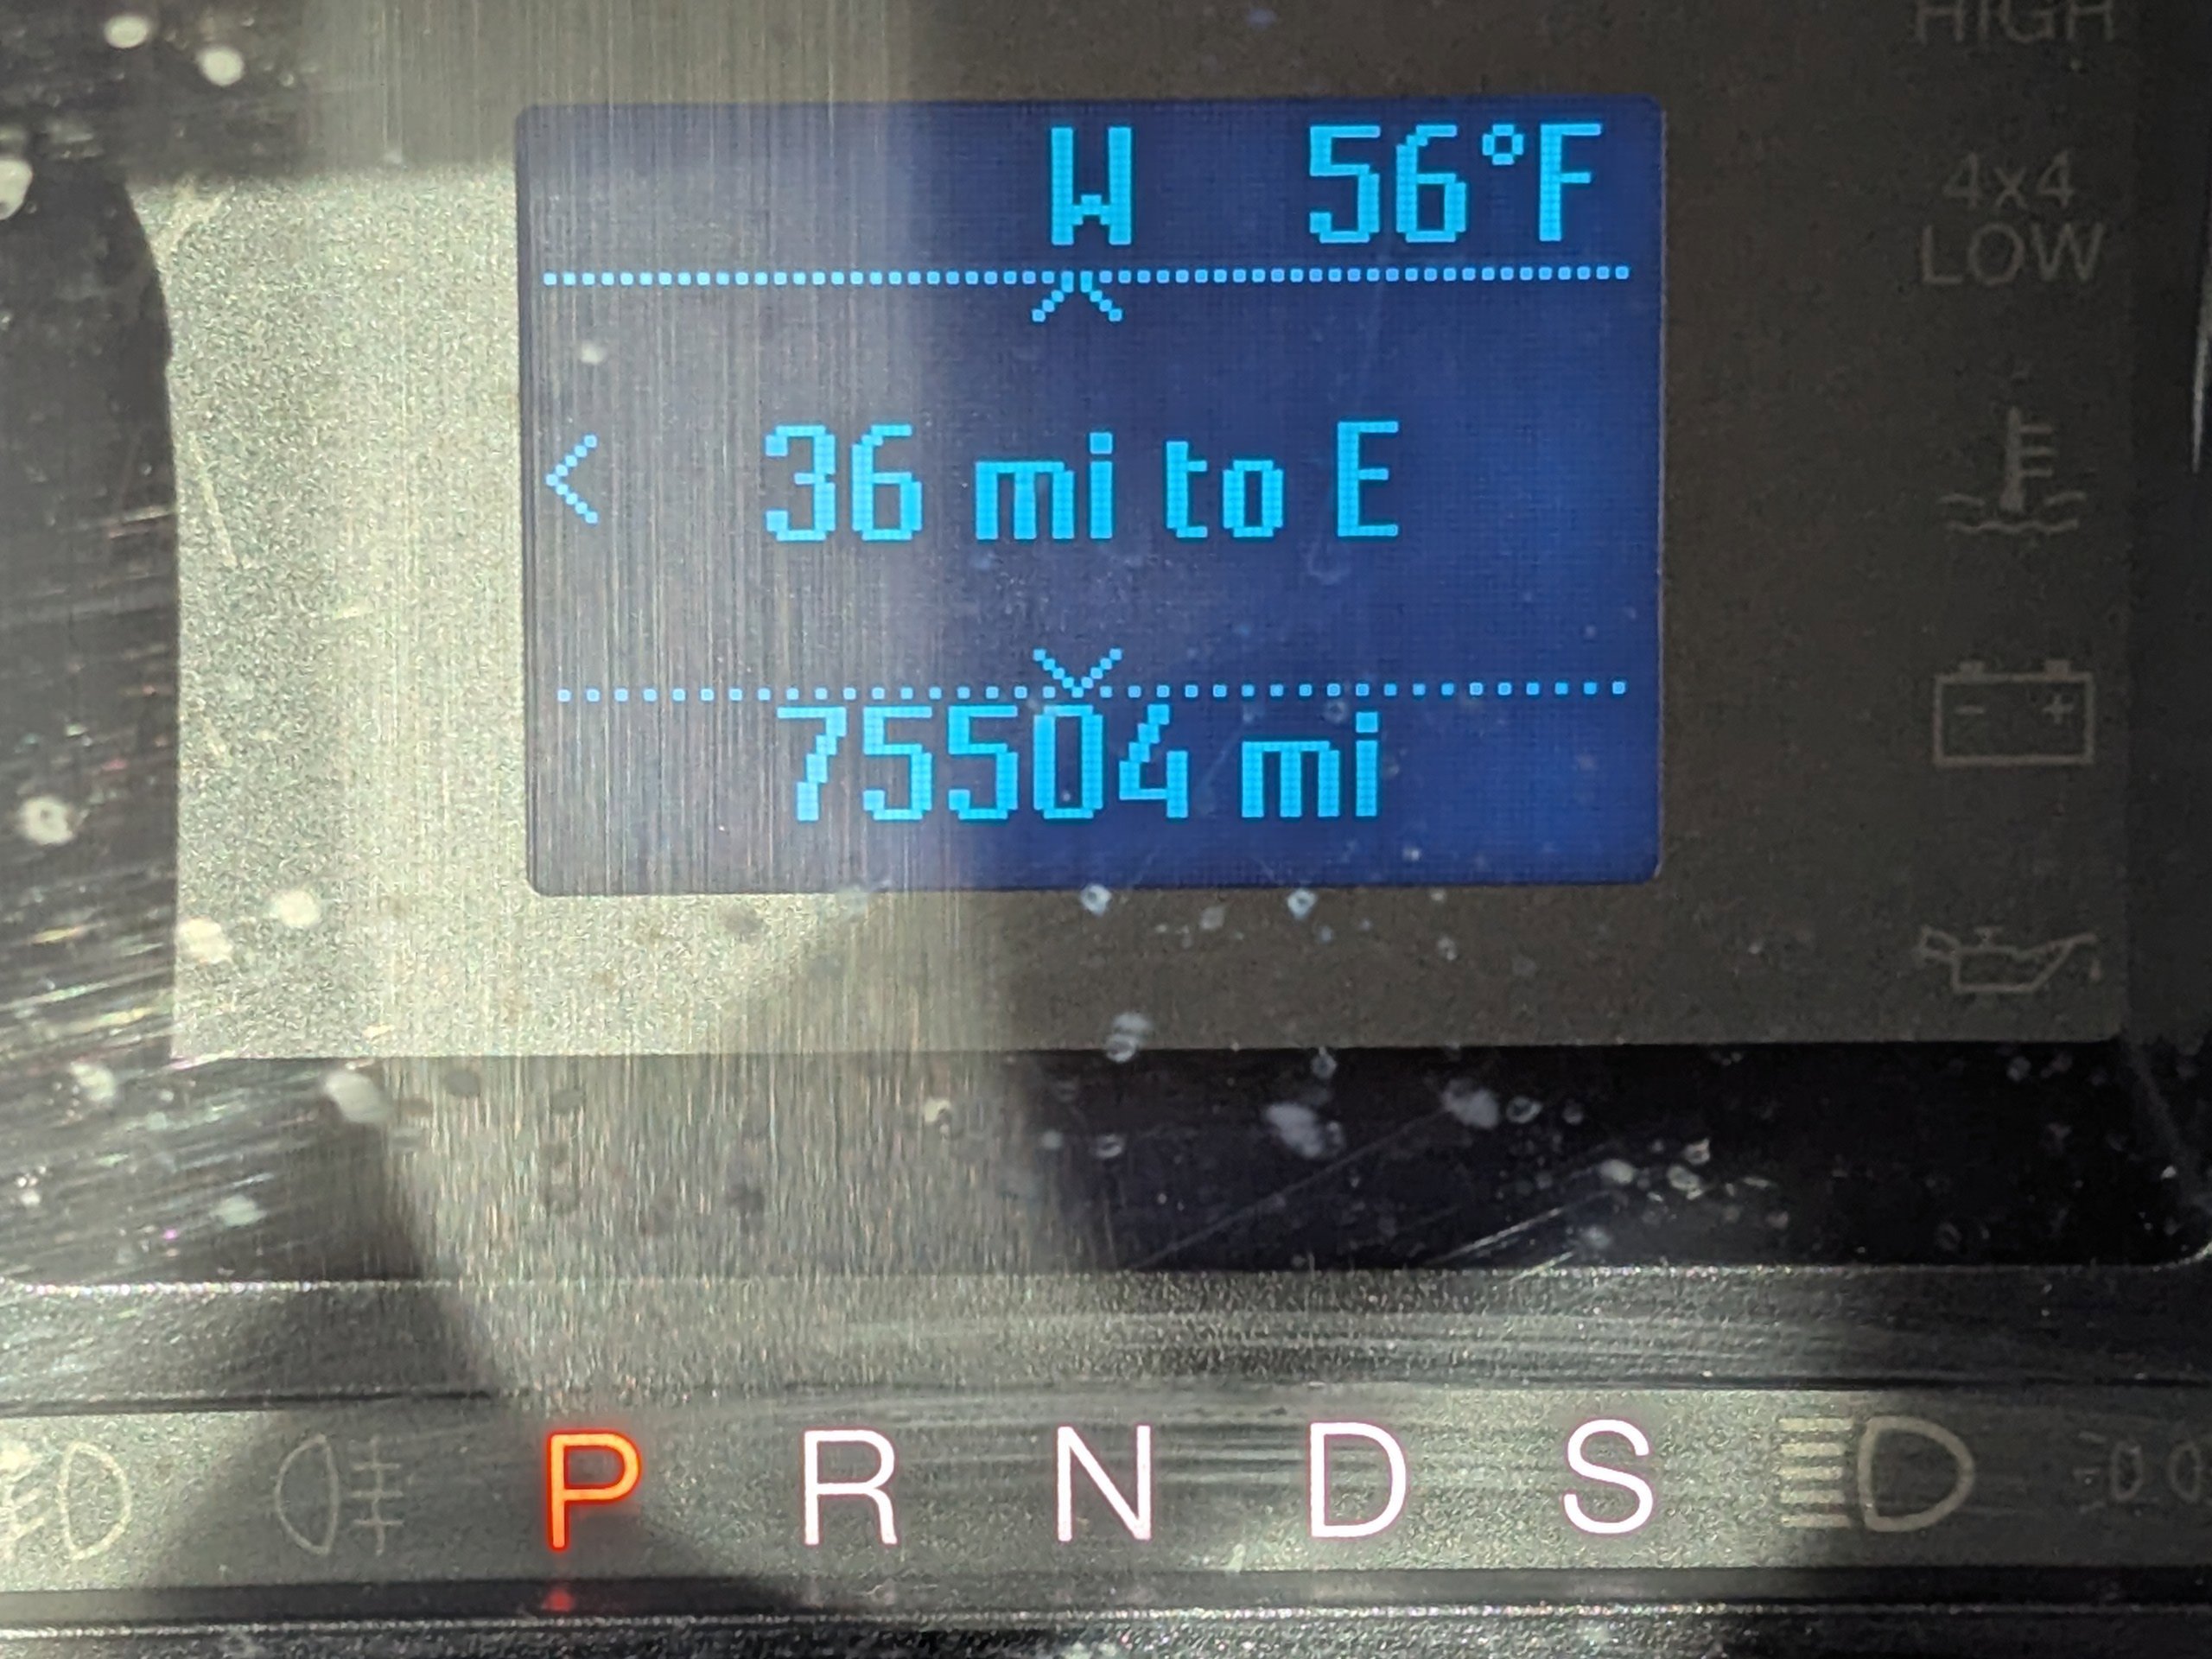 HIGH
W 56°F
4x4
LOW
< 36 mi to E
75504 mi
P R N D S